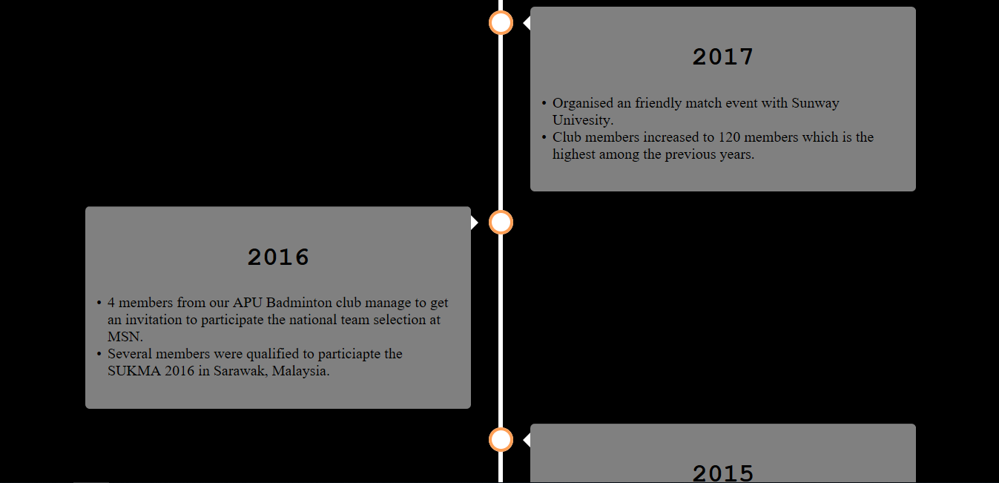 2017
• Organised an friendly match event with Sunway
Univesity.
• Club members increased to 120 members which is the
highest among the previous years.
2016
• 4 members from our APU Badminton club manage to get
an invitation to participate the national team selection at
MSN.
• Several members were qualified to particiapte the
SUKMA 2016 in Sarawak, Malaysia.
2015